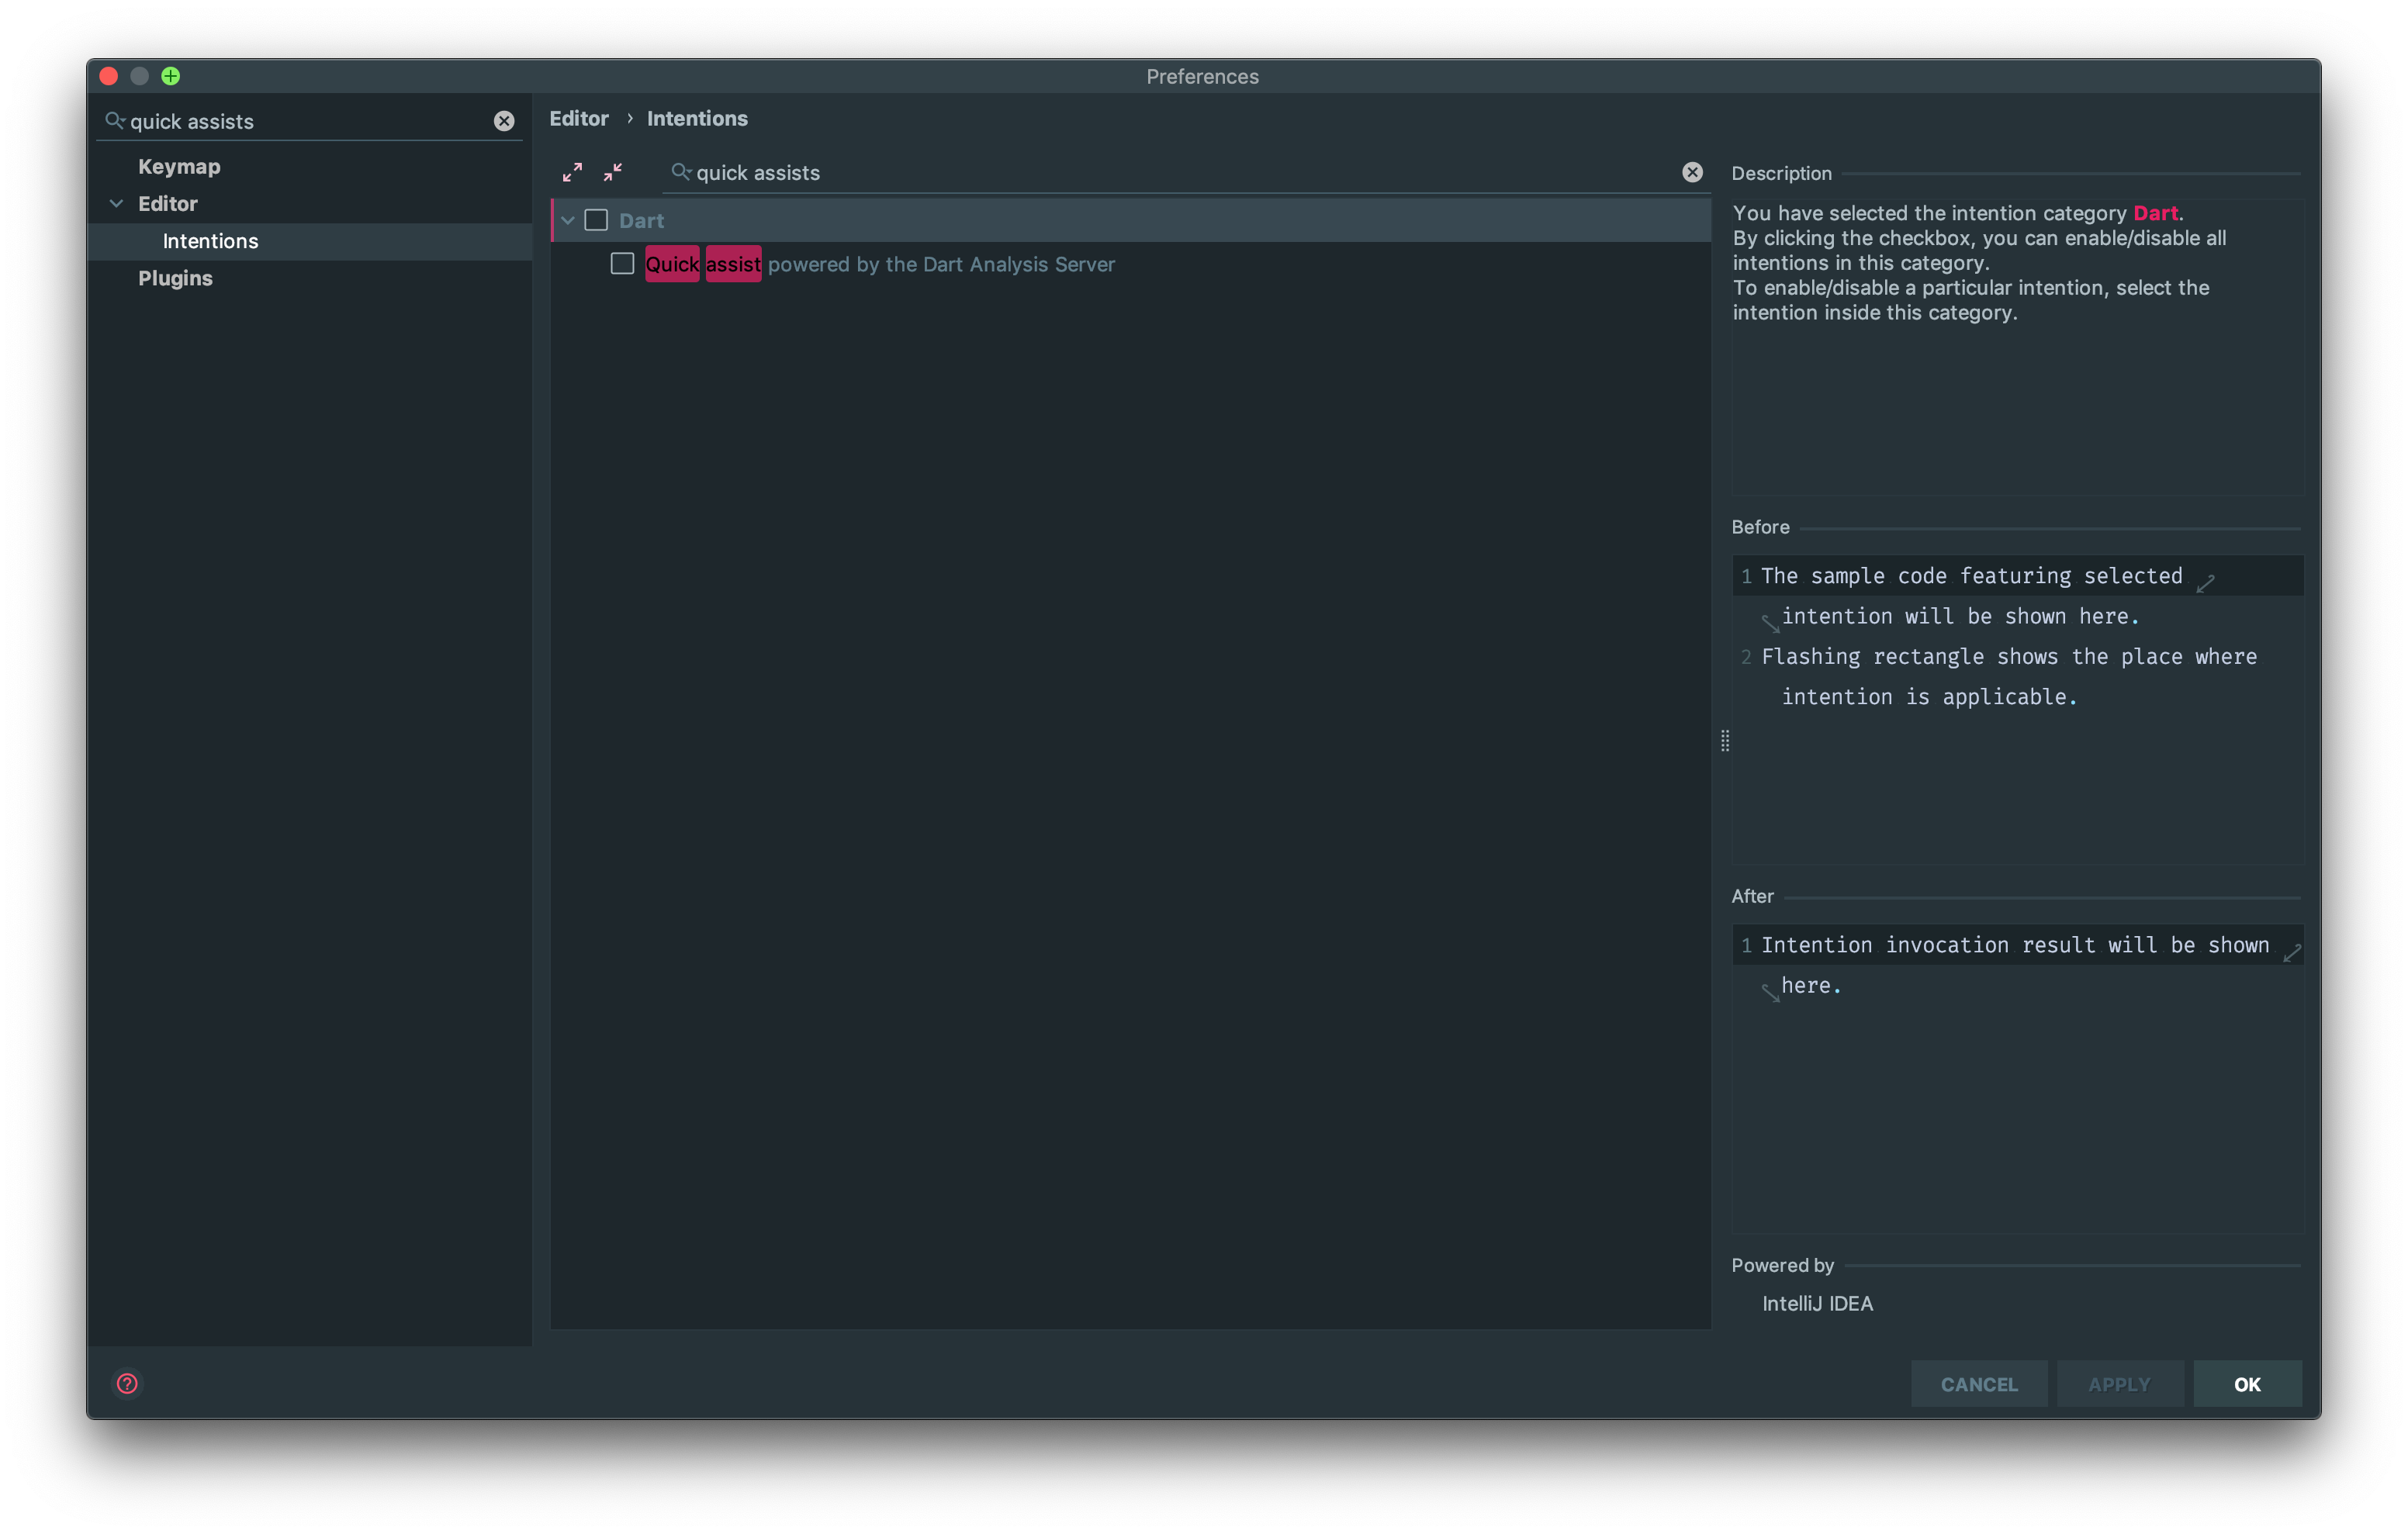 Preferences
quick assists
Keymap
Editor
Intentions
Plugins
Editor › Intentions
quick assists
Dart
Quick assist powered by the Dart Analysis Server
Description
You have selected the intention category Dart.
By clicking the checkbox, you can enable/disable all
intentions in this category.
To enable/disable a particular intention, select the
intention inside this category.
Before
1 The sample code featuring selected
intention will be shown here.
2 Flashing rectangle shows the place where
intention is applicable.
After
1 Intention invocation result will be shown
here.
Powered by
IntelliJ IDEA
CANCEL
APPLY
OK